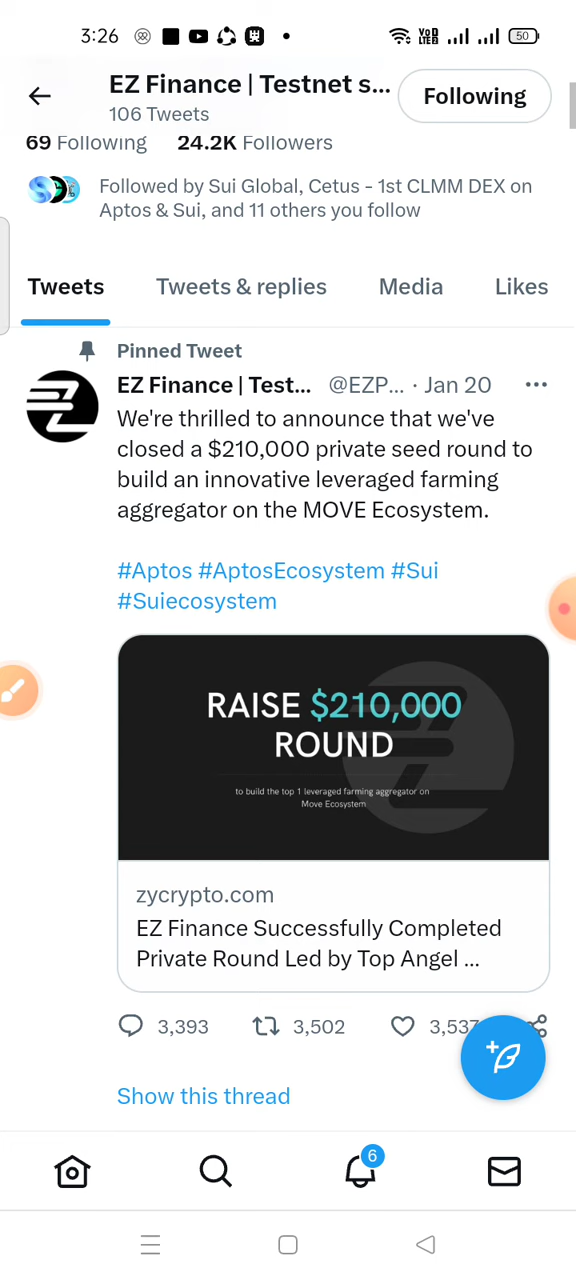 3:26
VoD LTED
50
EZ Finance | Testnet s...
106 Tweets
Following
69 Following 24.2K Followers
Followed by Sui Global, Cetus - 1st CLMM DEX on
Aptos & Sui, and 11 others you follow
Tweets Tweets & replies Media Likes
Pinned Tweet
EZ Finance | Test... @EZP... · Jan 20
We're thrilled to announce that we've
closed a $210,000 private seed round to
build an innovative leveraged farming
aggregator on the MOVE Ecosystem.
#Aptos #AptosEcosystem #Sui
#Suiecosystem
RAISE $210,000
ROUND
to build the top 1 leveraged farming aggregator on
Move Ecosystem
zycrypto.com
EZ Finance Successfully Completed
Private Round Led by Top Angel ...
3,393 3,502 3,537
Show this thread
6